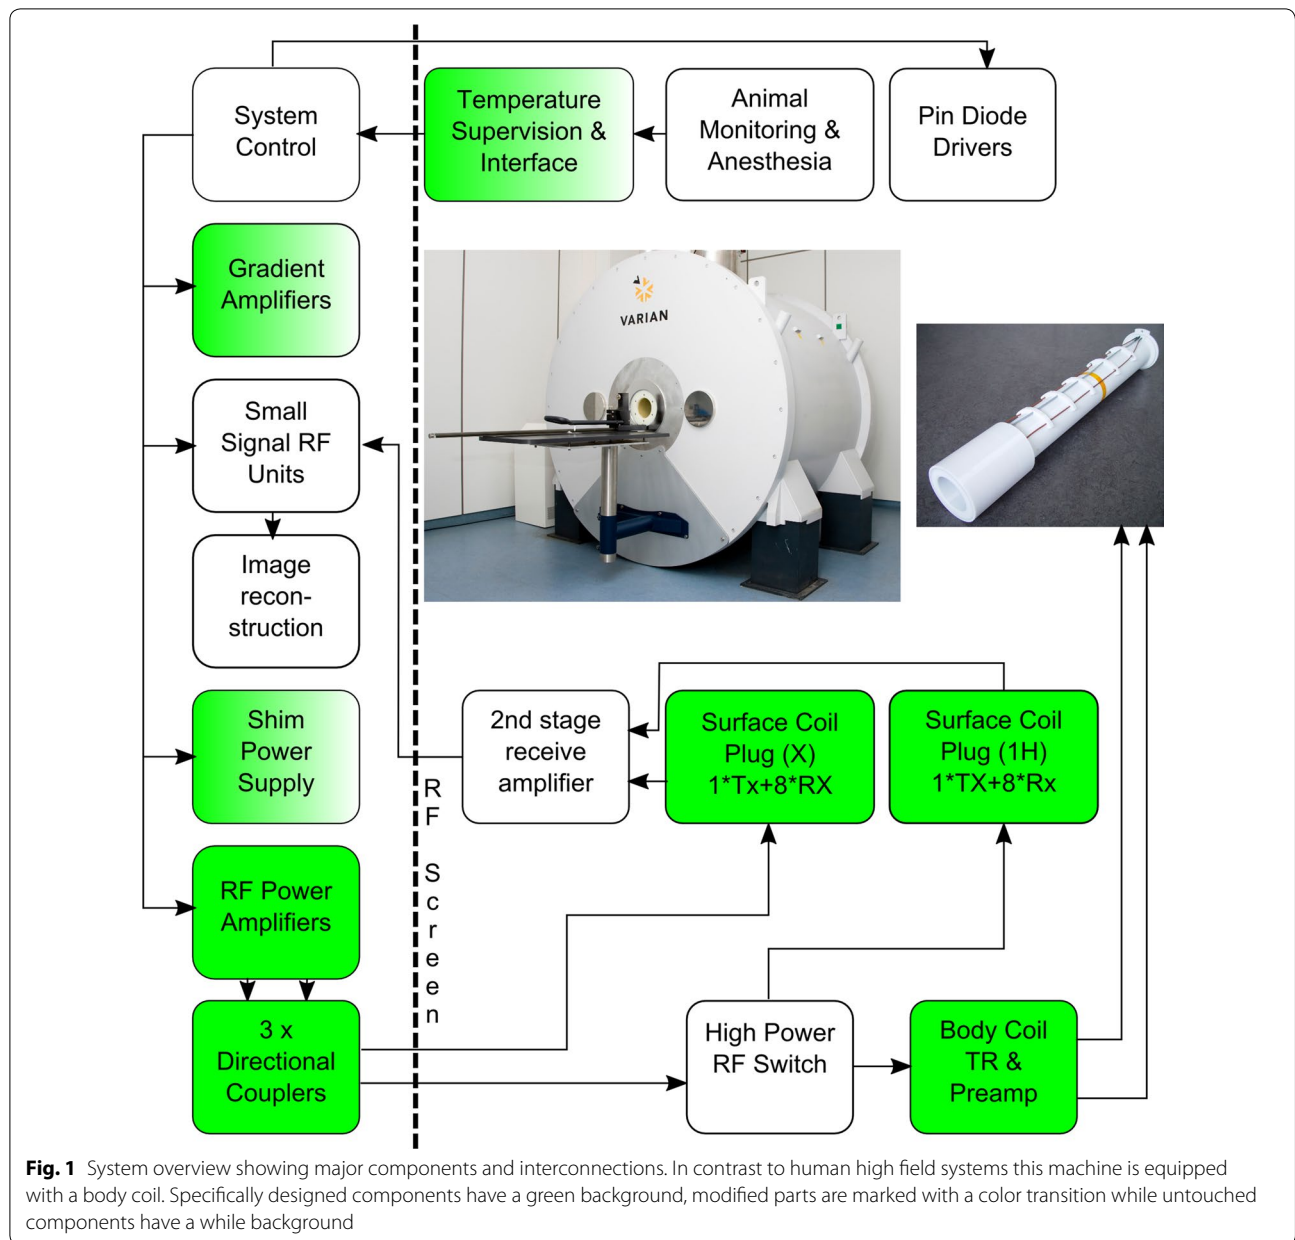 System
Control
Temperature
Supervision &
Interface
Animal
Monitoring &
Anesthesia
Pin Diode
Drivers
Gradient
Amplifiers
VARIAN
Small
Signal RF
Units
Image
recon-
struction
Shim
Power
Supply
2nd stage
receive
amplifier
Surface Coil
Plug (X)
1*Tx+8*RX
Surface Coil
Plug (1H)
1*TX+8*Rx
RF Screen
RF Power
Amplifiers
3 x
Directional
Couplers
High Power
RF Switch
Body Coil
TR &
Preamp
Fig. 1 System overview showing major components and interconnections. In contrast to human high field systems this machine is equipped
with a body coil. Specifically designed components have a green background, modified parts are marked with a color transition while untouched
components have a while background